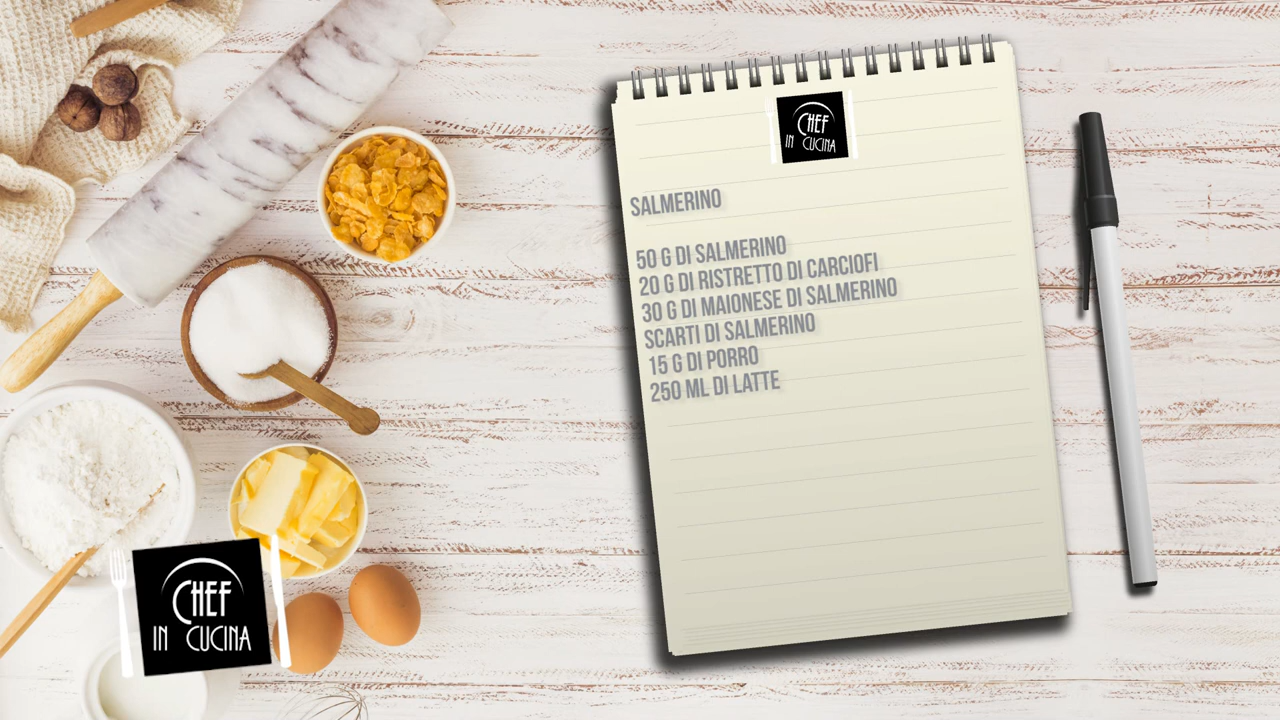 CHEF
IN CUCINA
SALMERINO
50 G DI SALMERINO
20 G DI RISTRETTO DI CARCIOFI
30 G DI MAIONESE DI SALMERINO
SCARTI DI SALMERINO
15 G DI PORRO
250 ML DI LATTE
CHEF
IN CUCINA